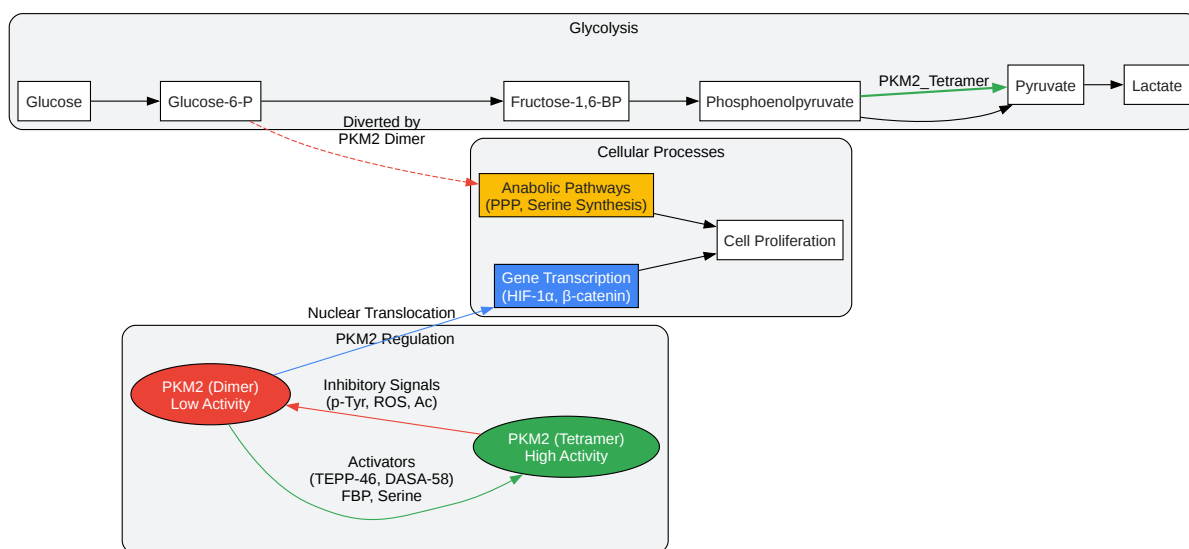 Glycolysis
PKM2_Tetramer
Glucose
Glucose-6-P
Fructose-1,6-BP
Phosphoenolpyruvate
Pyruvate
Lactate
Diverted by
PKM2 Dimer
Cellular Processes
Anabolic Pathways
(PPP, Serine Synthesis)
Cell Proliferation
Gene Transcription
(HIF-1α, β-catenin)
Nuclear Translocation
PKM2 Regulation
PKM2 (Dimer)
Low Activity
Inhibitory Signals
(p-Tyr, ROS, Ac)
PKM2 (Tetramer)
High Activity
Activators
(TEPP-46, DASA-58)
FBP, Serine